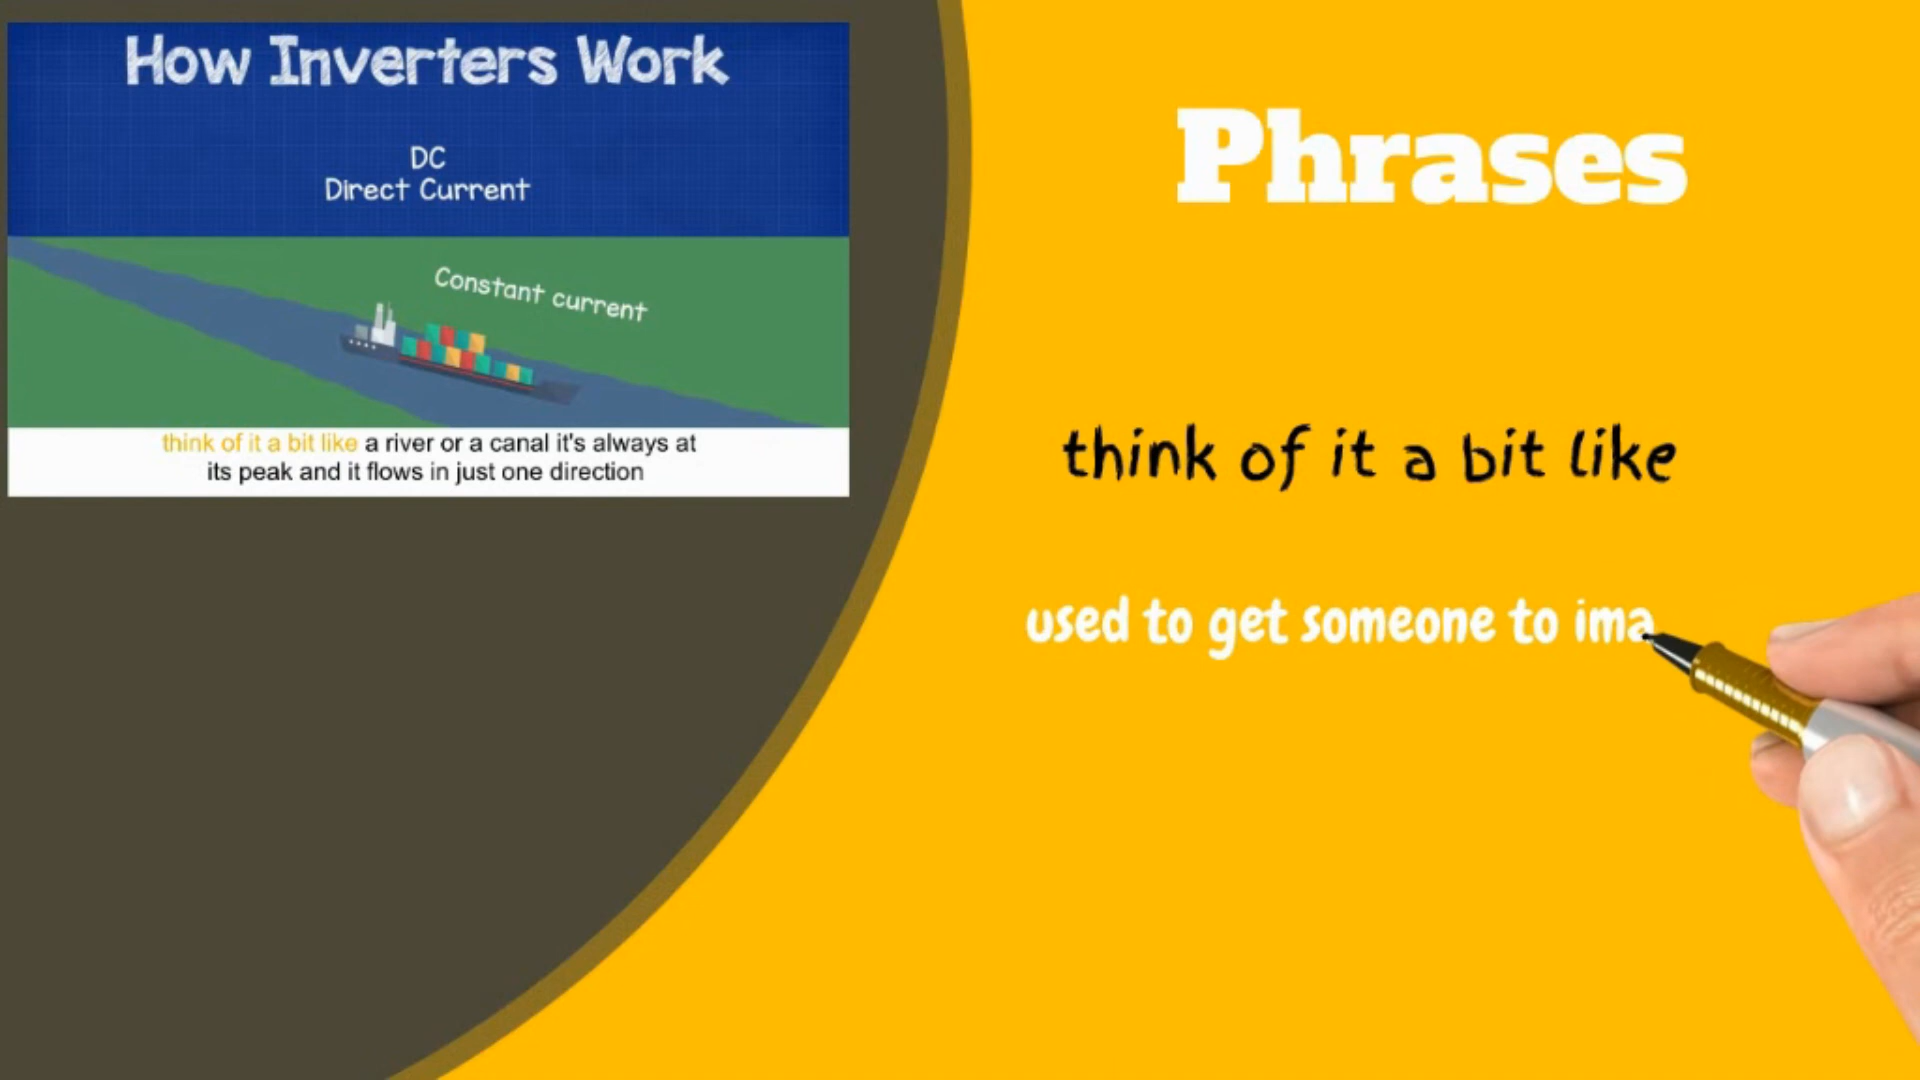 How Inverters Work
DC
Direct Current
Constant current
think of it a bit like a river or a canal it's always at
its peak and it flows in just one direction
Phrases
think of it a bit like
used to get someone to ima